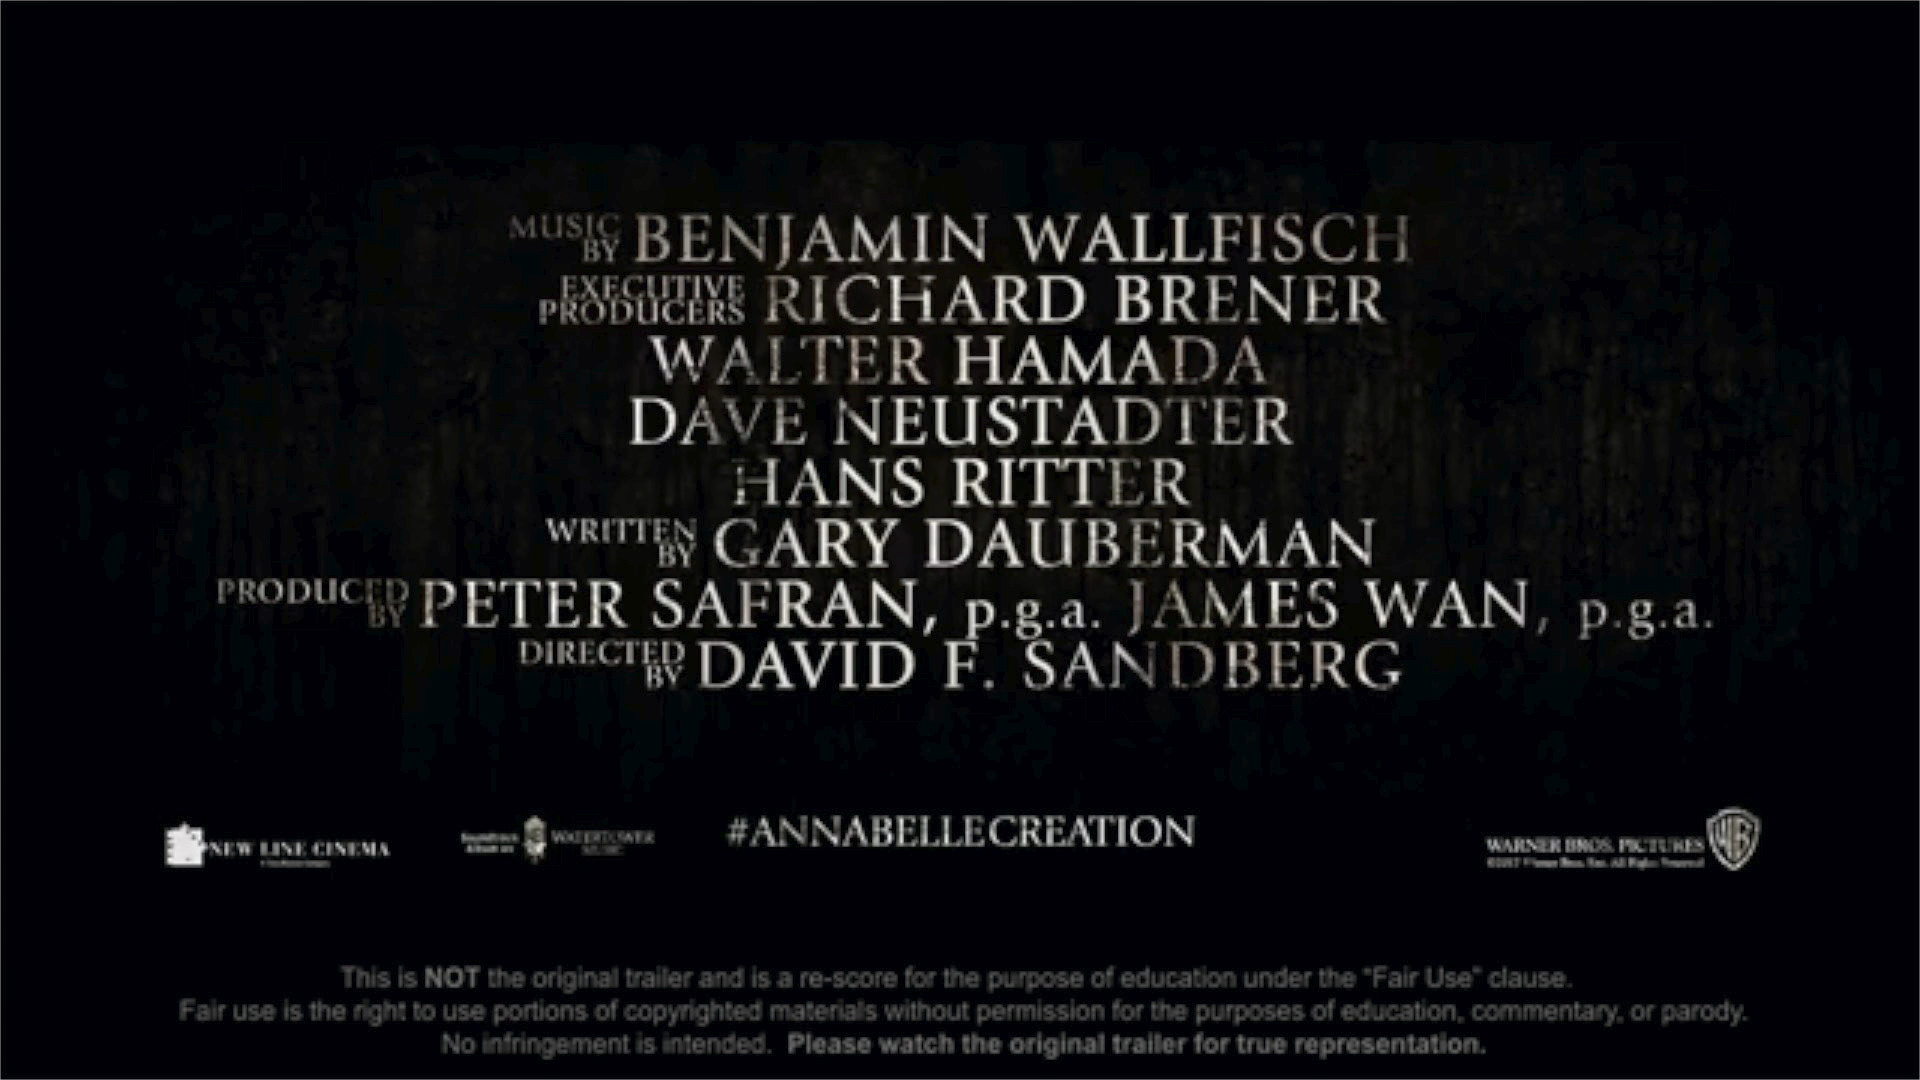 MUSIC BY BENJAMIN WALLFISCH
EXECUTIVE PRODUCERS RICHARD BRENER
WALTER HAMADA
DAVE NEUSTADTER
HANS RITTER
WRITTEN BY GARY DAUBERMAN
PRODUCED BY PETER SAFRAN, p.g.a. JAMES WAN, p.g.a.
DIRECTED BY DAVID F. SANDBERG
#ANNABELLECREATION
NEW LINE CINEMA
WATERTOWER MUSIC
WARNER BROS. PICTURES
WB
This is NOT the original trailer and is a re-score for the purpose of education under the "Fair Use" clause.
Fair use is the right to use portions of copyrighted materials without permission for the purposes of education, commentary, or parody.
No infringement is intended. Please watch the original trailer for true representation.